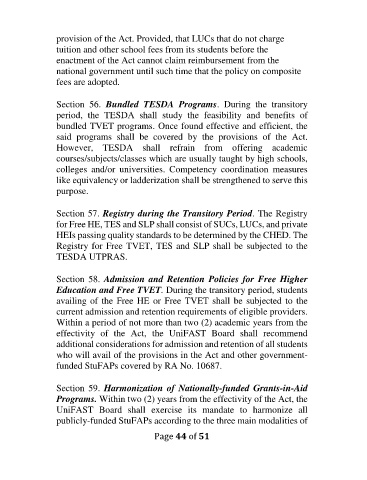 provision of the Act. Provided, that LUCs that do not charge
tuition and other school fees from its students before the
enactment of the Act cannot claim reimbursement from the
national government until such time that the policy on composite
fees are adopted.
Section 56. Bundled TESDA Programs. During the transitory
period, the TESDA shall study the feasibility and benefits of
bundled TVET programs. Once found effective and efficient, the
said programs shall be covered by the provisions of the Act.
However, TESDA shall refrain from offering academic
courses/subjects/classes which are usually taught by high schools,
colleges and/or universities. Competency coordination measures
like equivalency or ladderization shall be strengthened to serve this
purpose.
Section 57. Registry during the Transitory Period. The Registry
for Free HE, TES and SLP shall consist of SUCs, LUCs, and private
HEIs passing quality standards to be determined by the CHED. The
Registry for Free TVET, TES and SLP shall be subjected to the
TESDA UTPRAS.
Section 58. Admission and Retention Policies for Free Higher
Education and Free TVET. During the transitory period, students
availing of the Free HE or Free TVET shall be subjected to the
current admission and retention requirements of eligible providers.
Within a period of not more than two (2) academic years from the
effectivity of the Act, the UniFAST Board shall recommend
additional considerations for admission and retention of all students
who will avail of the provisions in the Act and other government-
funded StuFAPs covered by RA No. 10687.
Section 59. Harmonization of Nationally-funded Grants-in-Aid
Programs. Within two (2) years from the effectivity of the Act, the
UniFAST Board shall exercise its mandate to harmonize all
publicly-funded StuFAPs according to the three main modalities of
Page 44 of 51